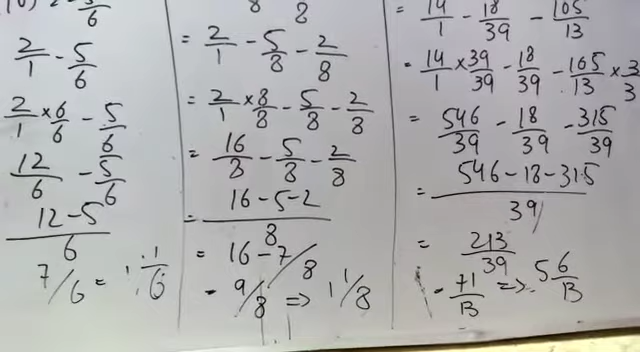 2/1 - 5/6
2/1 × 6/6 - 5/6
12/6 - 5/6
12-5/6
7/6 = 1 1/6
8 8
= 2/1 - 5/8 - 2/8
= 2/1 × 8/8 - 5/8 - 2/8
= 16/8 - 5/8 - 2/8
= 16-5-2/8
= 16-7/8
- 9/8 ⇒ 1 1/8
= 14/1 - 18/39 - 105/13
= 14/1 × 39/39 - 18/39 - 105/13 × 3/3
= 546/39 - 18/39 - 315/39
= 546-18-315/39
= 213/39
- 71/13 ⇒ 5 6/13